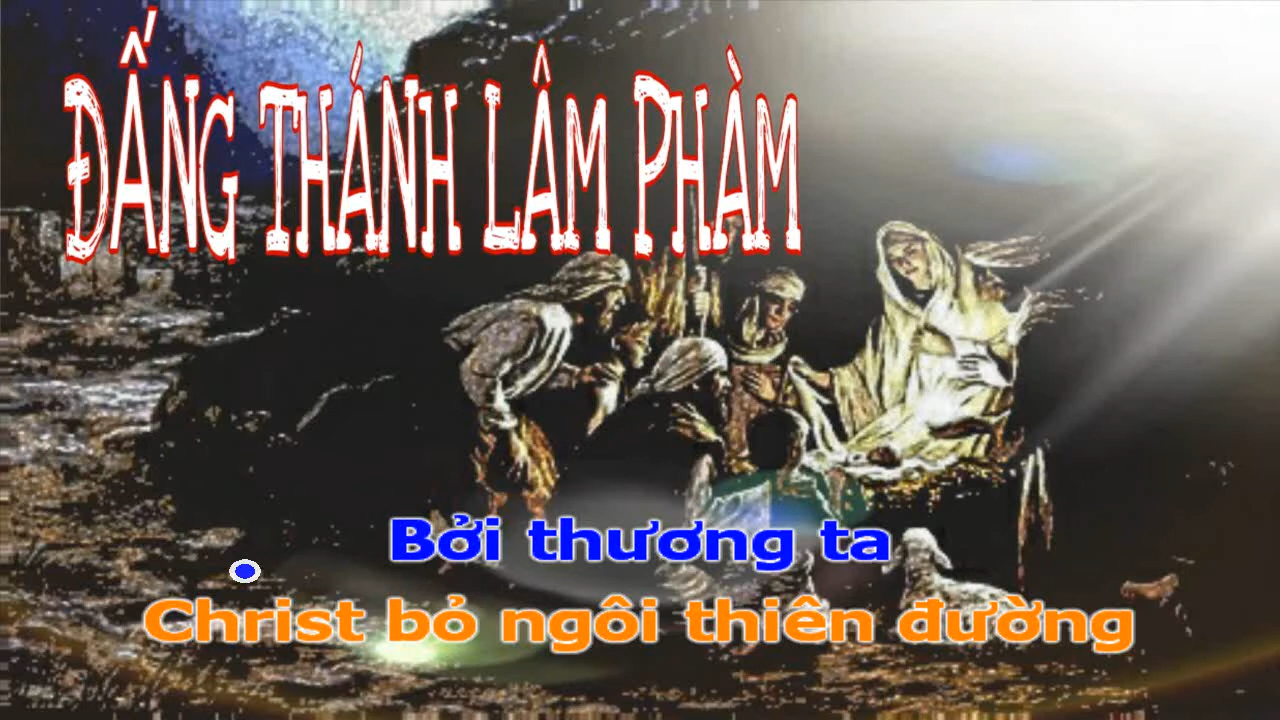 ĐẤNG THÁNH LÂM PHÀM
Bởi thương ta
Christ bỏ ngôi thiên đường